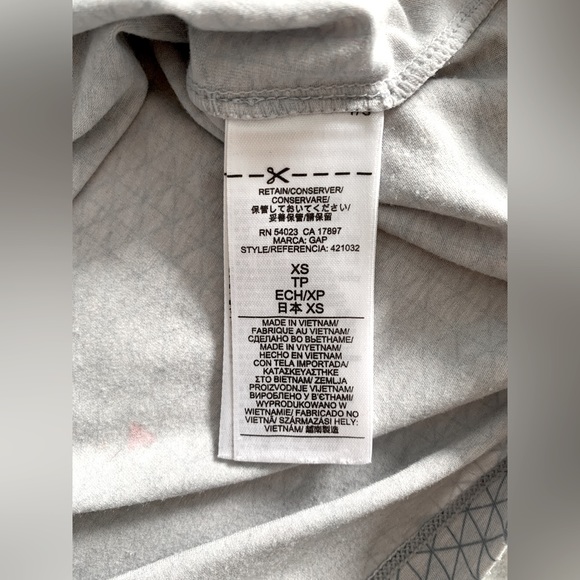 RETAIN/CONSERVER/
CONSERVARE/
保管しておいてください/
妥善保管/請保留
RN 54023 CA 17897
MARCA: GAP
STYLE/REFERENCIA: 421032
XS
TP
ECH/XP
日本 XS
MADE IN VIETNAM/
FABRIQUE AU VIETNAM/
СДЕЛАНО ВО ВЬЕТНАМЕ/
MADE IN VIYETNAM/
HECHO EN VIETNAM
CON TELA IMPORTADA/
ΚΑΤΑΣΚΕΥΑΣΤΗΚΕ
ΣΤΟ ΒΙΕΤΝΑΜ/ ZEMLJA
PROIZVODNJE VIJETNAM/
ВИРОБЛЕНО У В'ЄТНАМІ/
WYPRODUKOWANO W
WIETNAMIE/ FABRICADO NO
VIETNÃ/ SZÁRMAZÁSI HELY:
VIETNÁM/ 越南製造